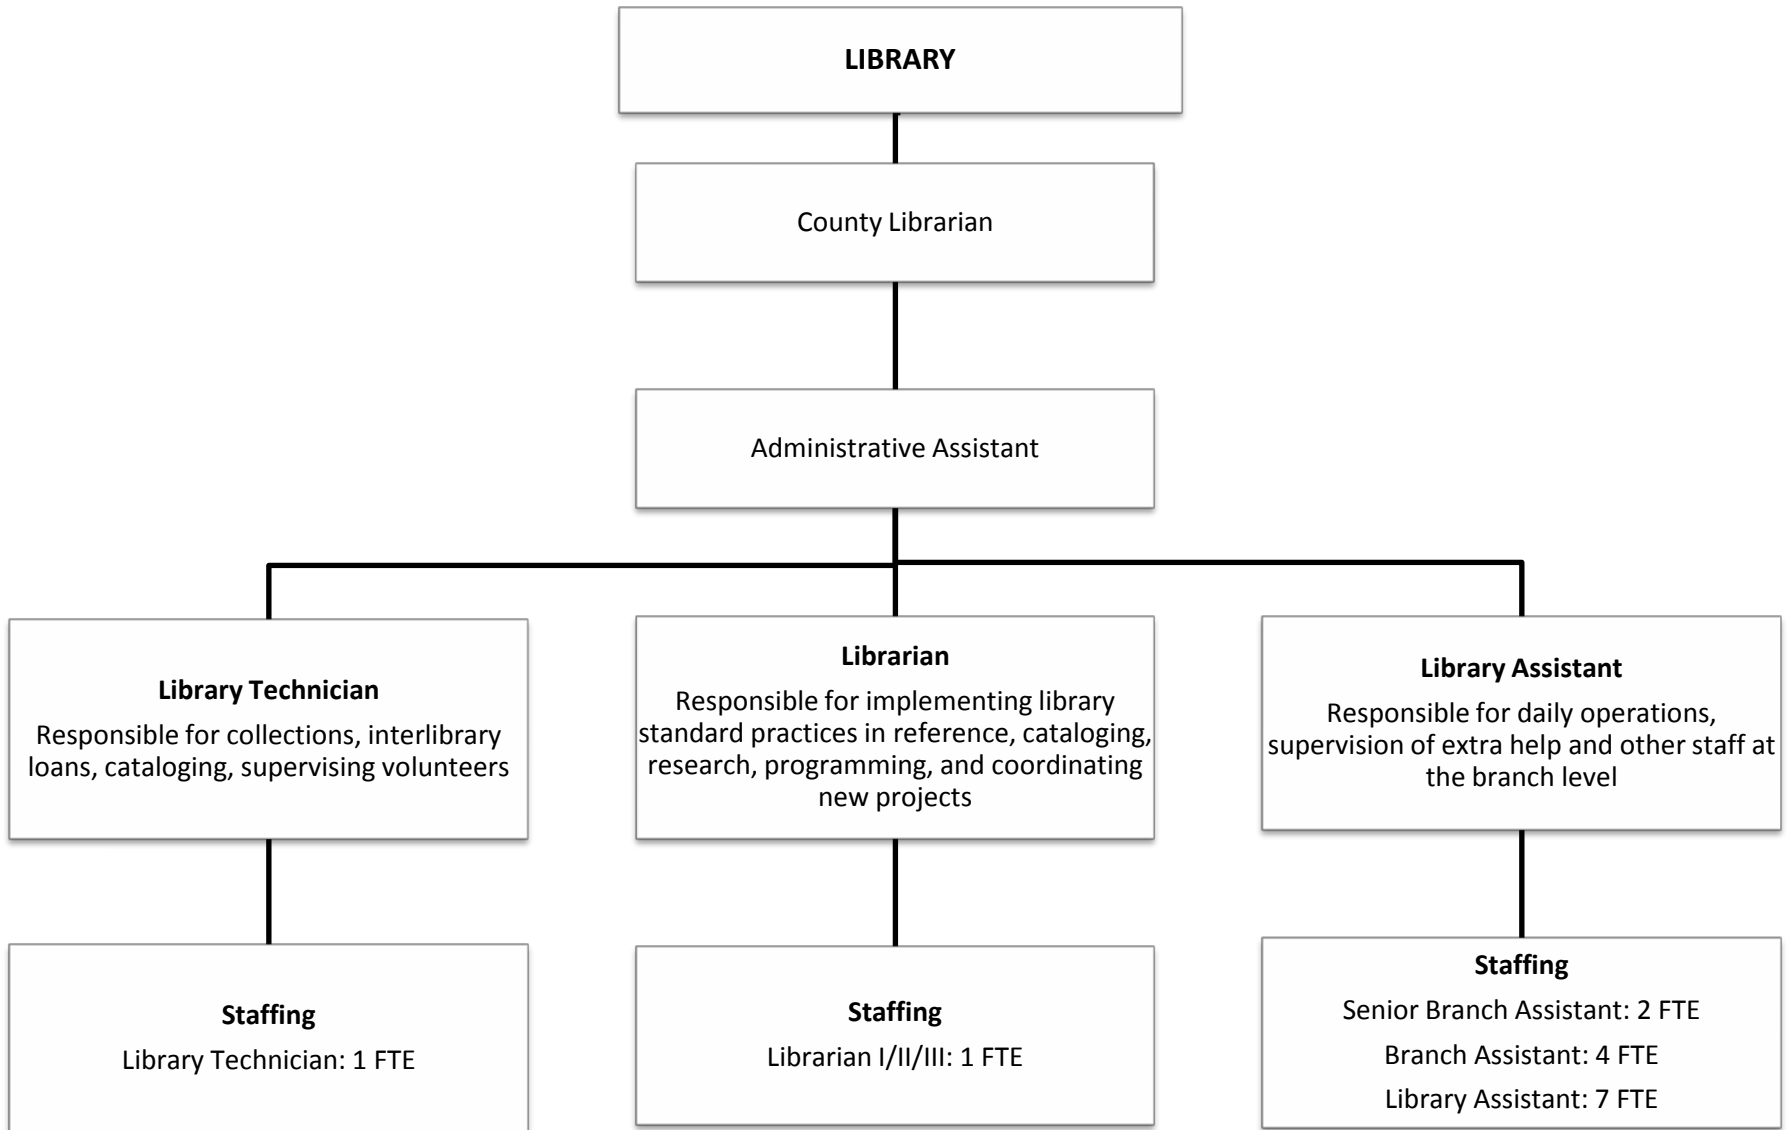 LIBRARY
County Librarian
Administrative Assistant
Library Technician
Responsible for collections, interlibrary
loans, cataloging, supervising volunteers
Librarian
Responsible for implementing library
standard practices in reference, cataloging,
research, programming, and coordinating
new projects
Library Assistant
Responsible for daily operations,
supervision of extra help and other staff at
the branch level
Staffing
Library Technician: 1 FTE
Staffing
Librarian I/II/III: 1 FTE
Staffing
Senior Branch Assistant: 2 FTE
Branch Assistant: 4 FTE
Library Assistant: 7 FTE